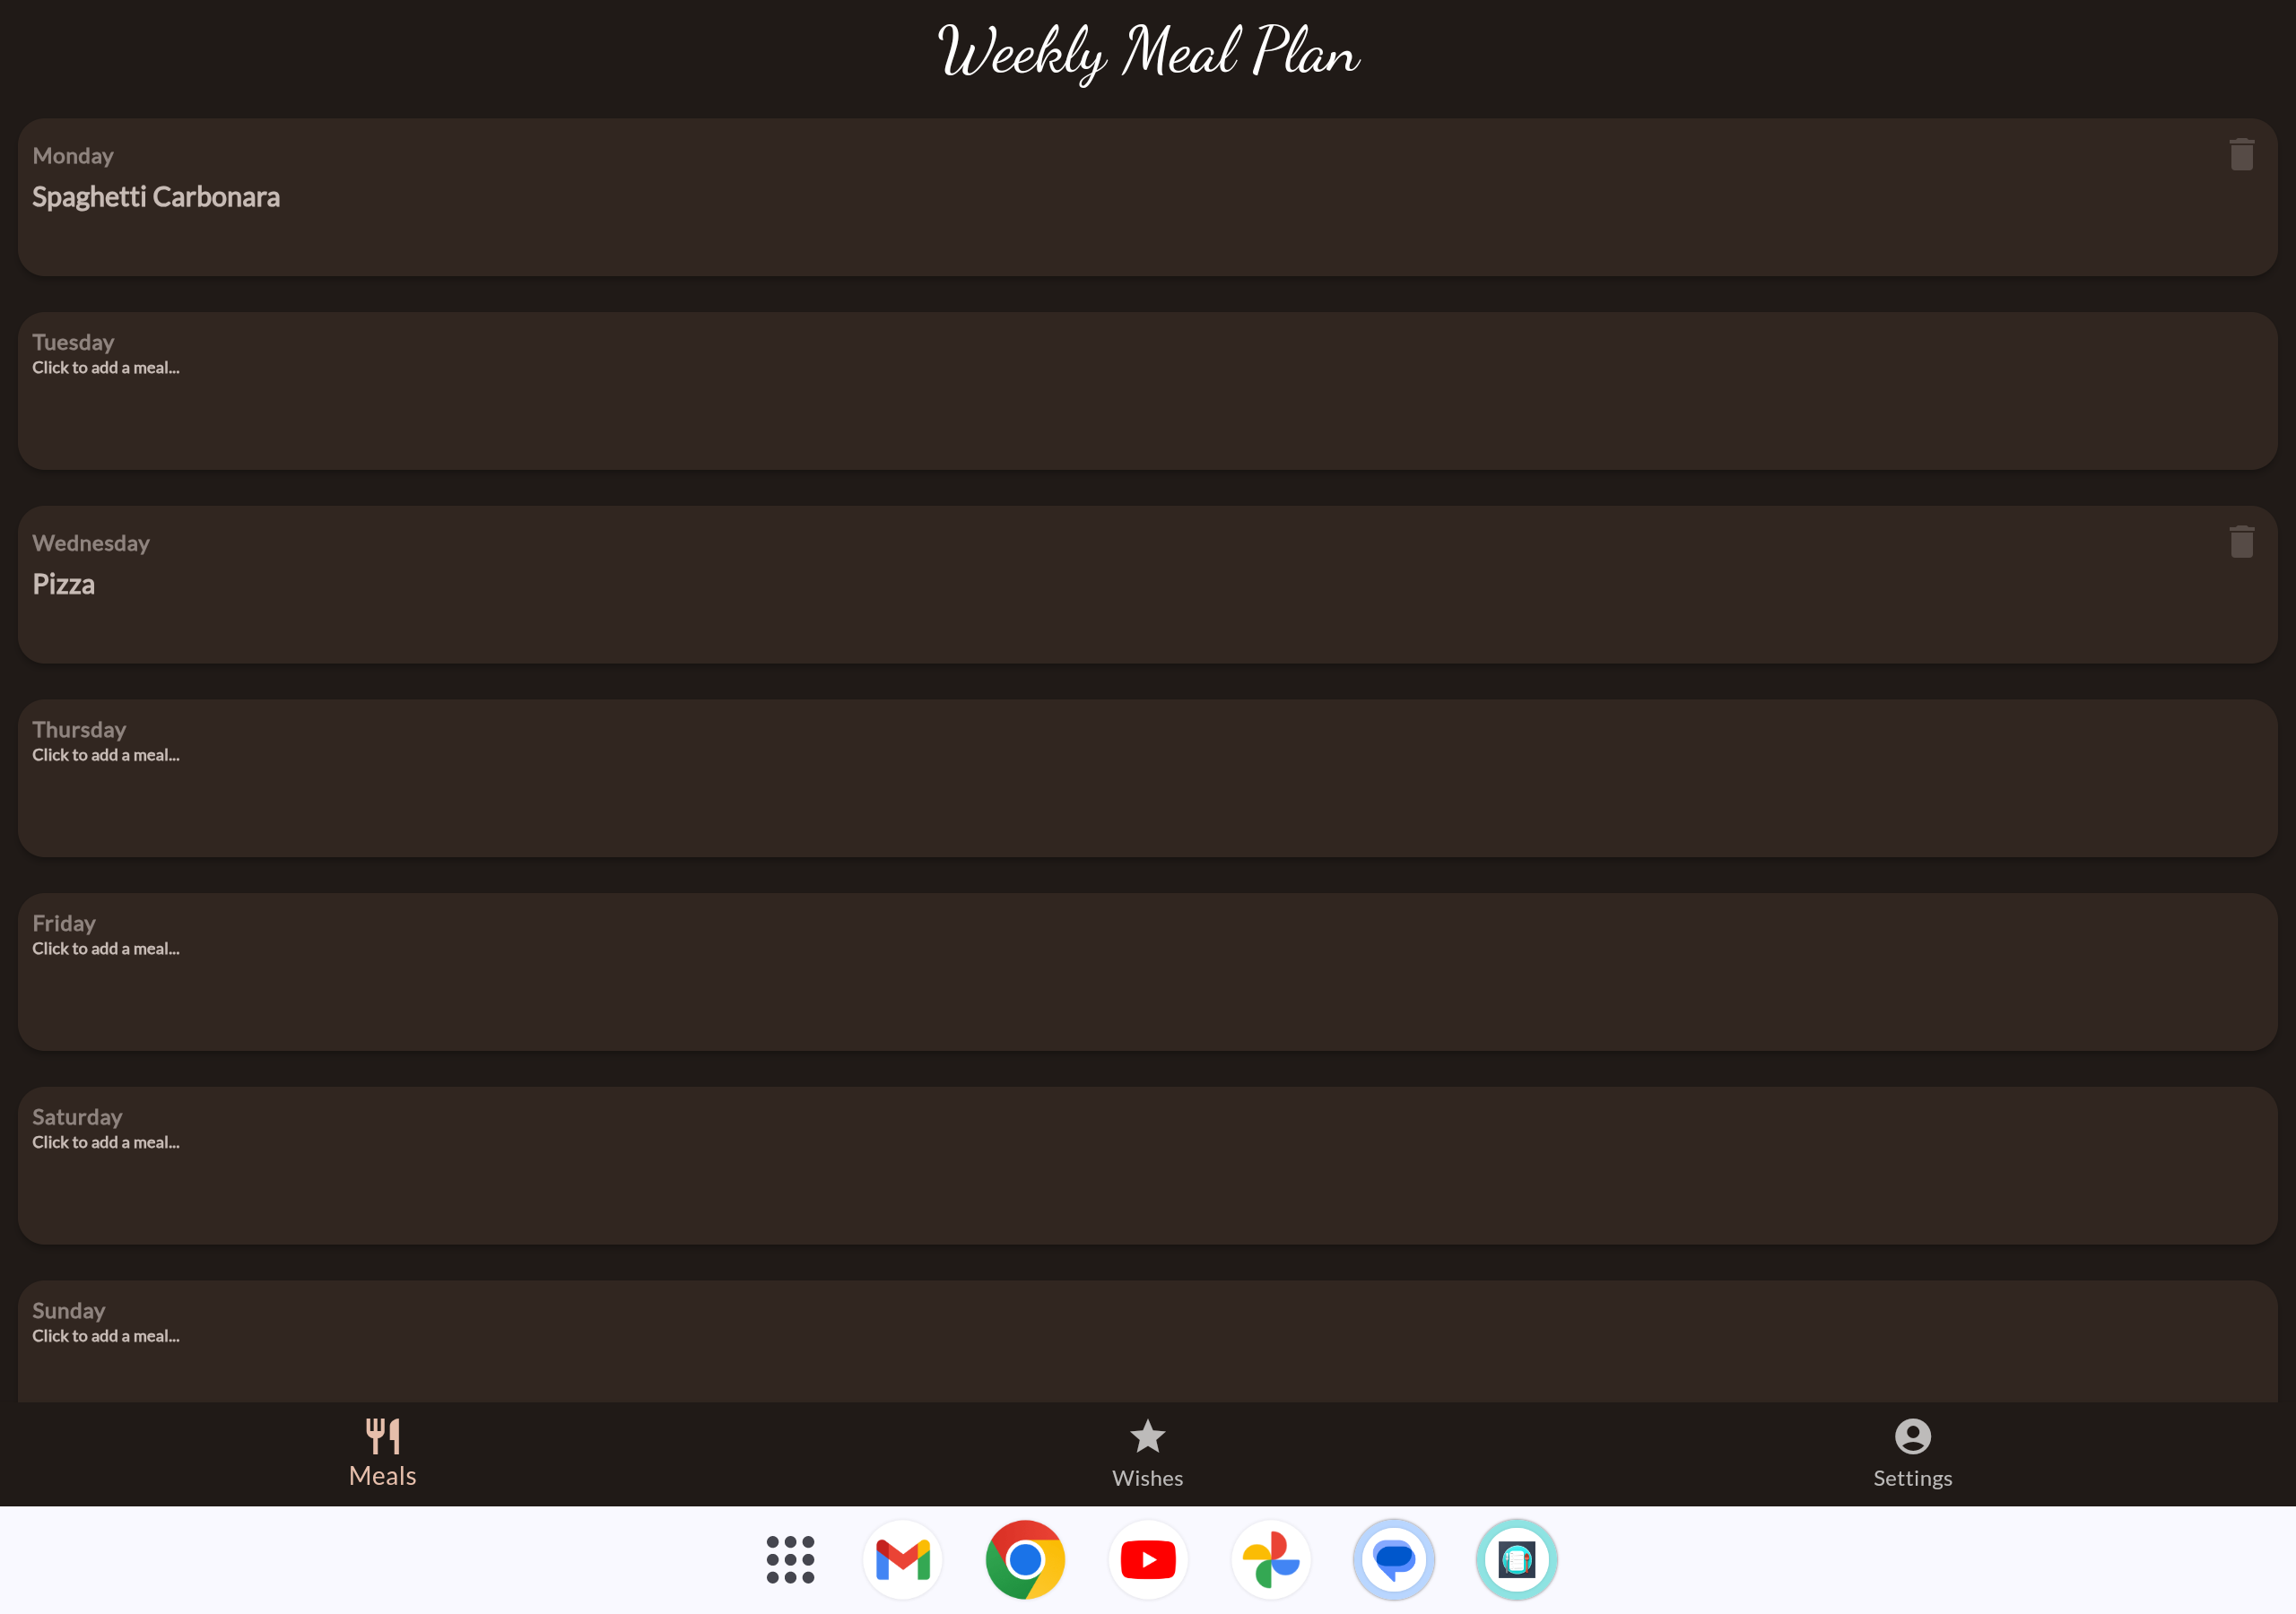 Weekly Meal Plan
Monday
Spaghetti Carbonara
Tuesday
Click to add a meal...
Wednesday
Pizza
Thursday
Click to add a meal...
Friday
Click to add a meal...
Saturday
Click to add a meal...
Sunday
Click to add a meal...
Meals
Wishes
Settings